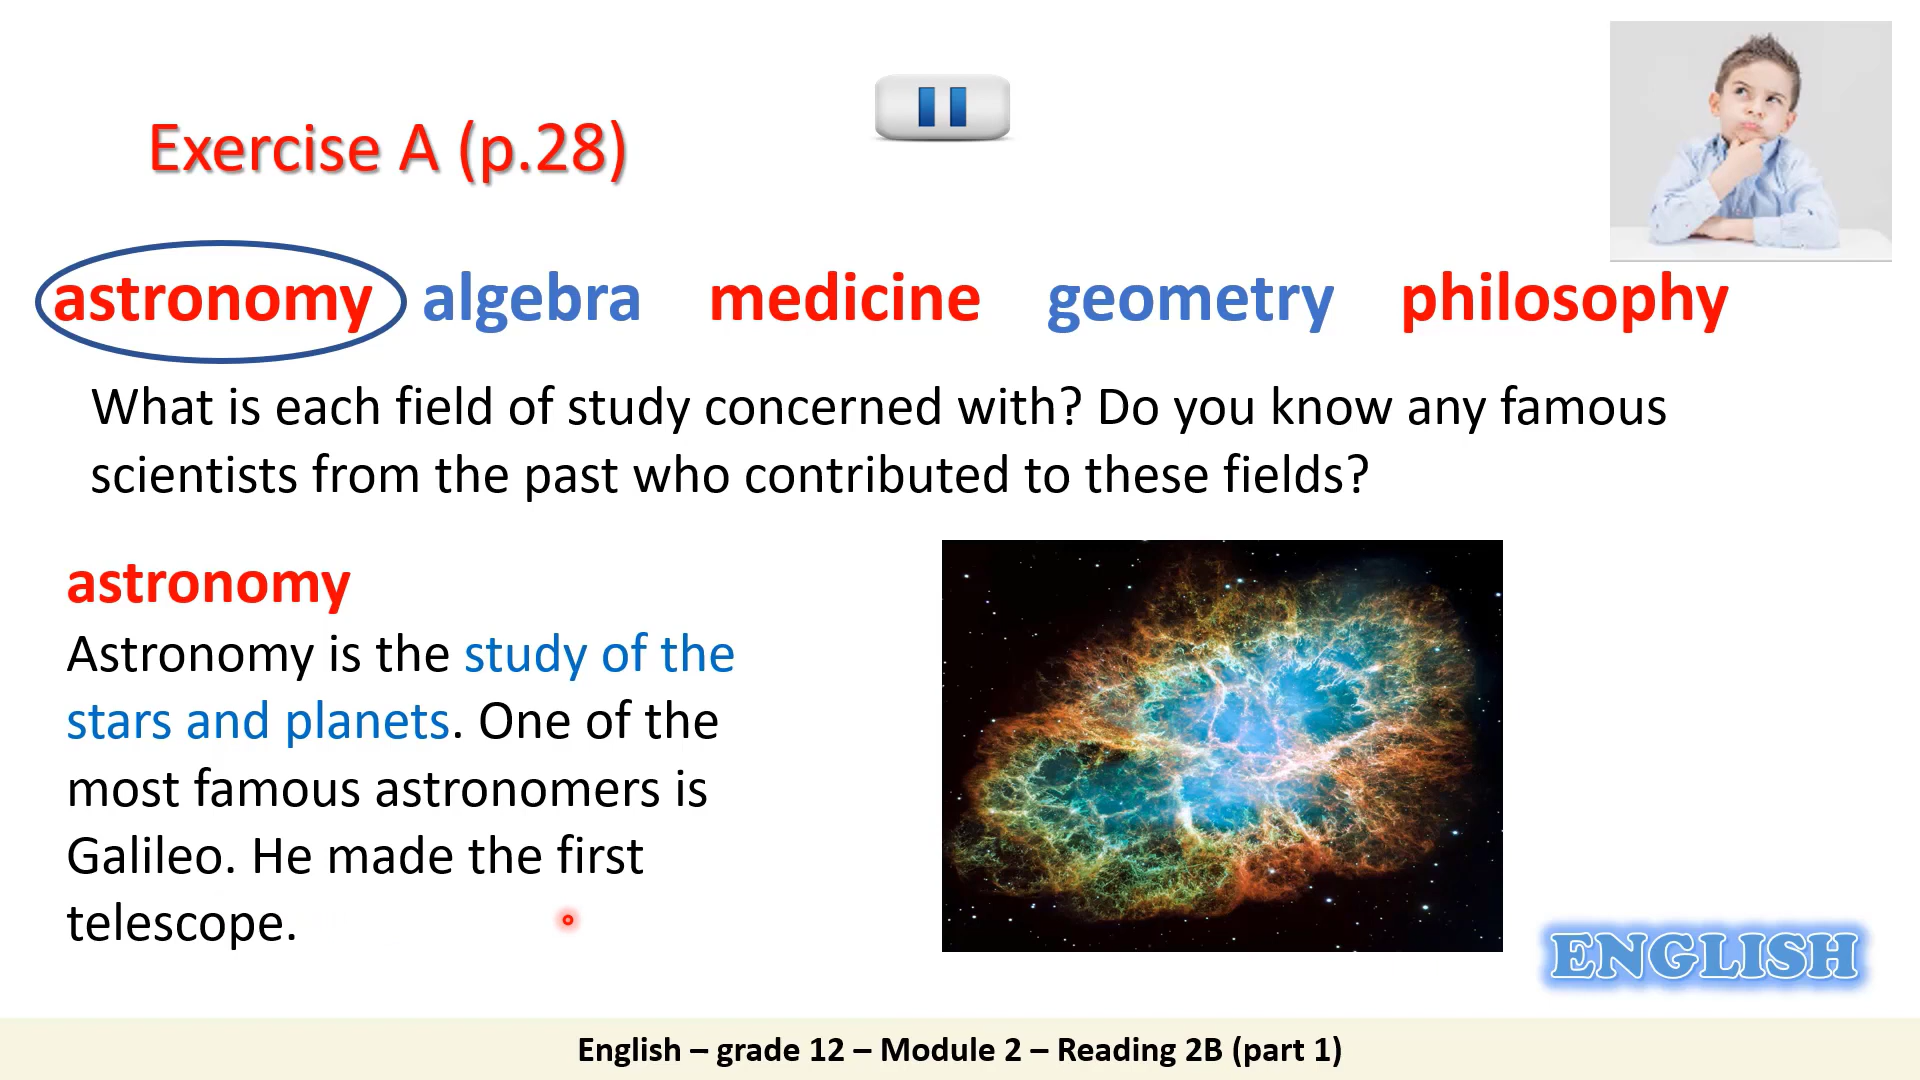 Exercise A (p.28)
astronomy algebra medicine geometry philosophy
What is each field of study concerned with? Do you know any famous
scientists from the past who contributed to these fields?
astronomy
Astronomy is the study of the
stars and planets. One of the
most famous astronomers is
Galileo. He made the first
telescope.
ENGLISH
English – grade 12 – Module 2 – Reading 2B (part 1)